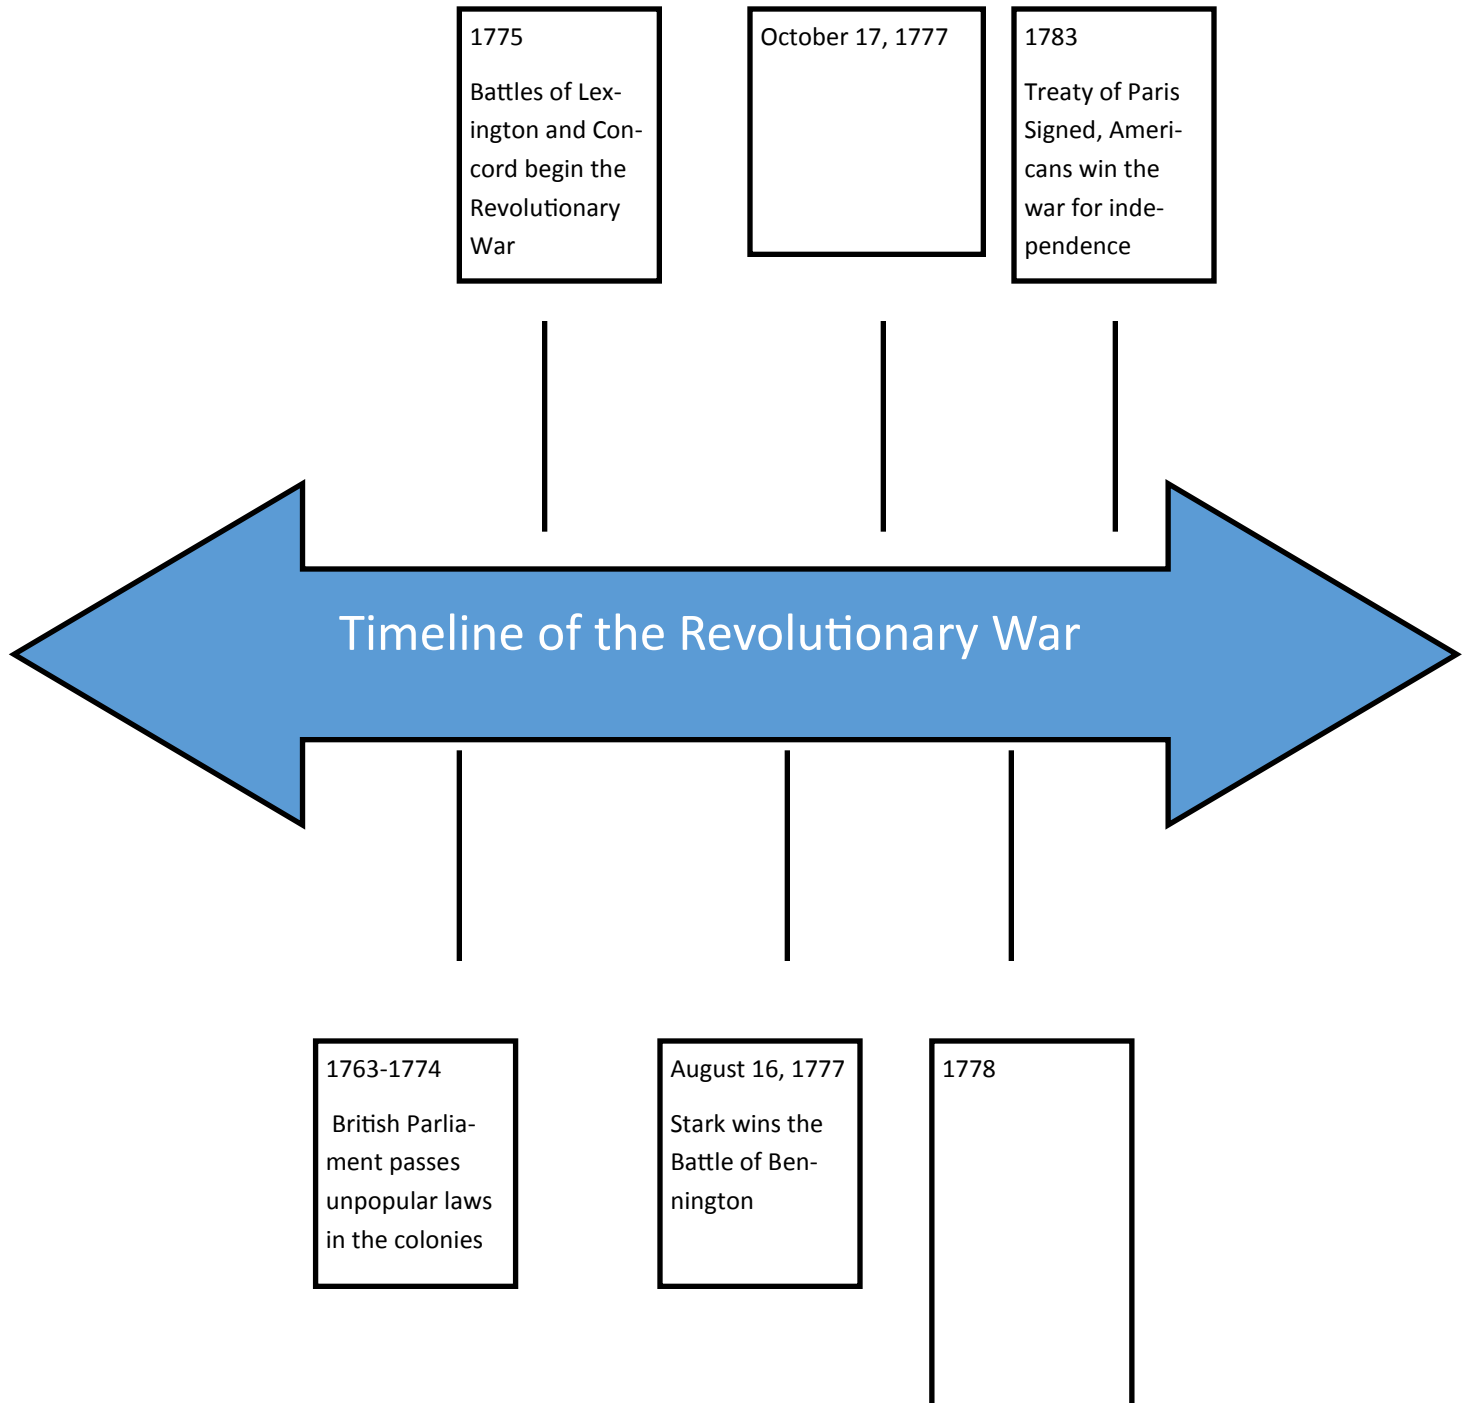 1775
Battles of Lex-
ington and Con-
cord begin the
Revolutionary
War
October 17, 1777
1783
Treaty of Paris
Signed, Ameri-
cans win the
war for inde-
pendence
Timeline of the Revolutionary War
1763-1774
British Parlia-
ment passes
unpopular laws
in the colonies
August 16, 1777
Stark wins the
Battle of Ben-
nington
1778